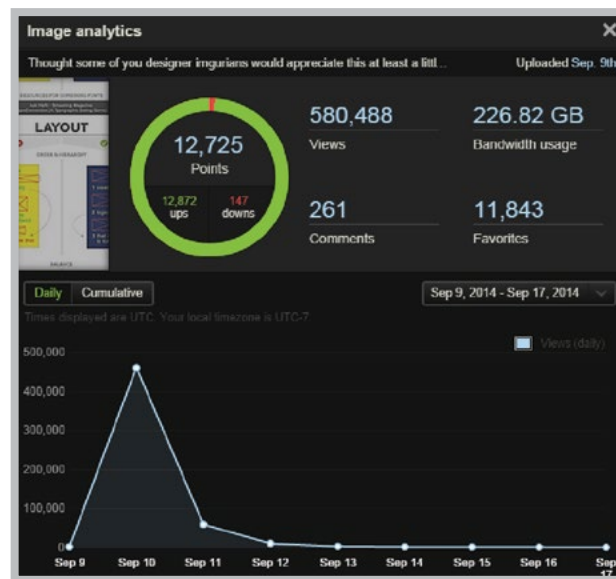 Image analytics
Thought some of you designer imgurians would appreciate this at least a littl...
Uploaded Sep. 9th
LAYOUT
BALANCE
12,725
Points
12,872
ups
147
downs
580,488
Views
226.82 GB
Bandwidth usage
261
Comments
11,843
Favorites
Daily
Cumulative
Sep 9, 2014 - Sep 17, 2014
Times displayed are UTC. Your local timezone is UTC-7
Views (daily)
500,000
400,000
300,000
200,000
100,000
0
Sep 9
Sep 10
Sep 11
Sep 12
Sep 13
Sep 14
Sep 15
Sep 16
Sep
17